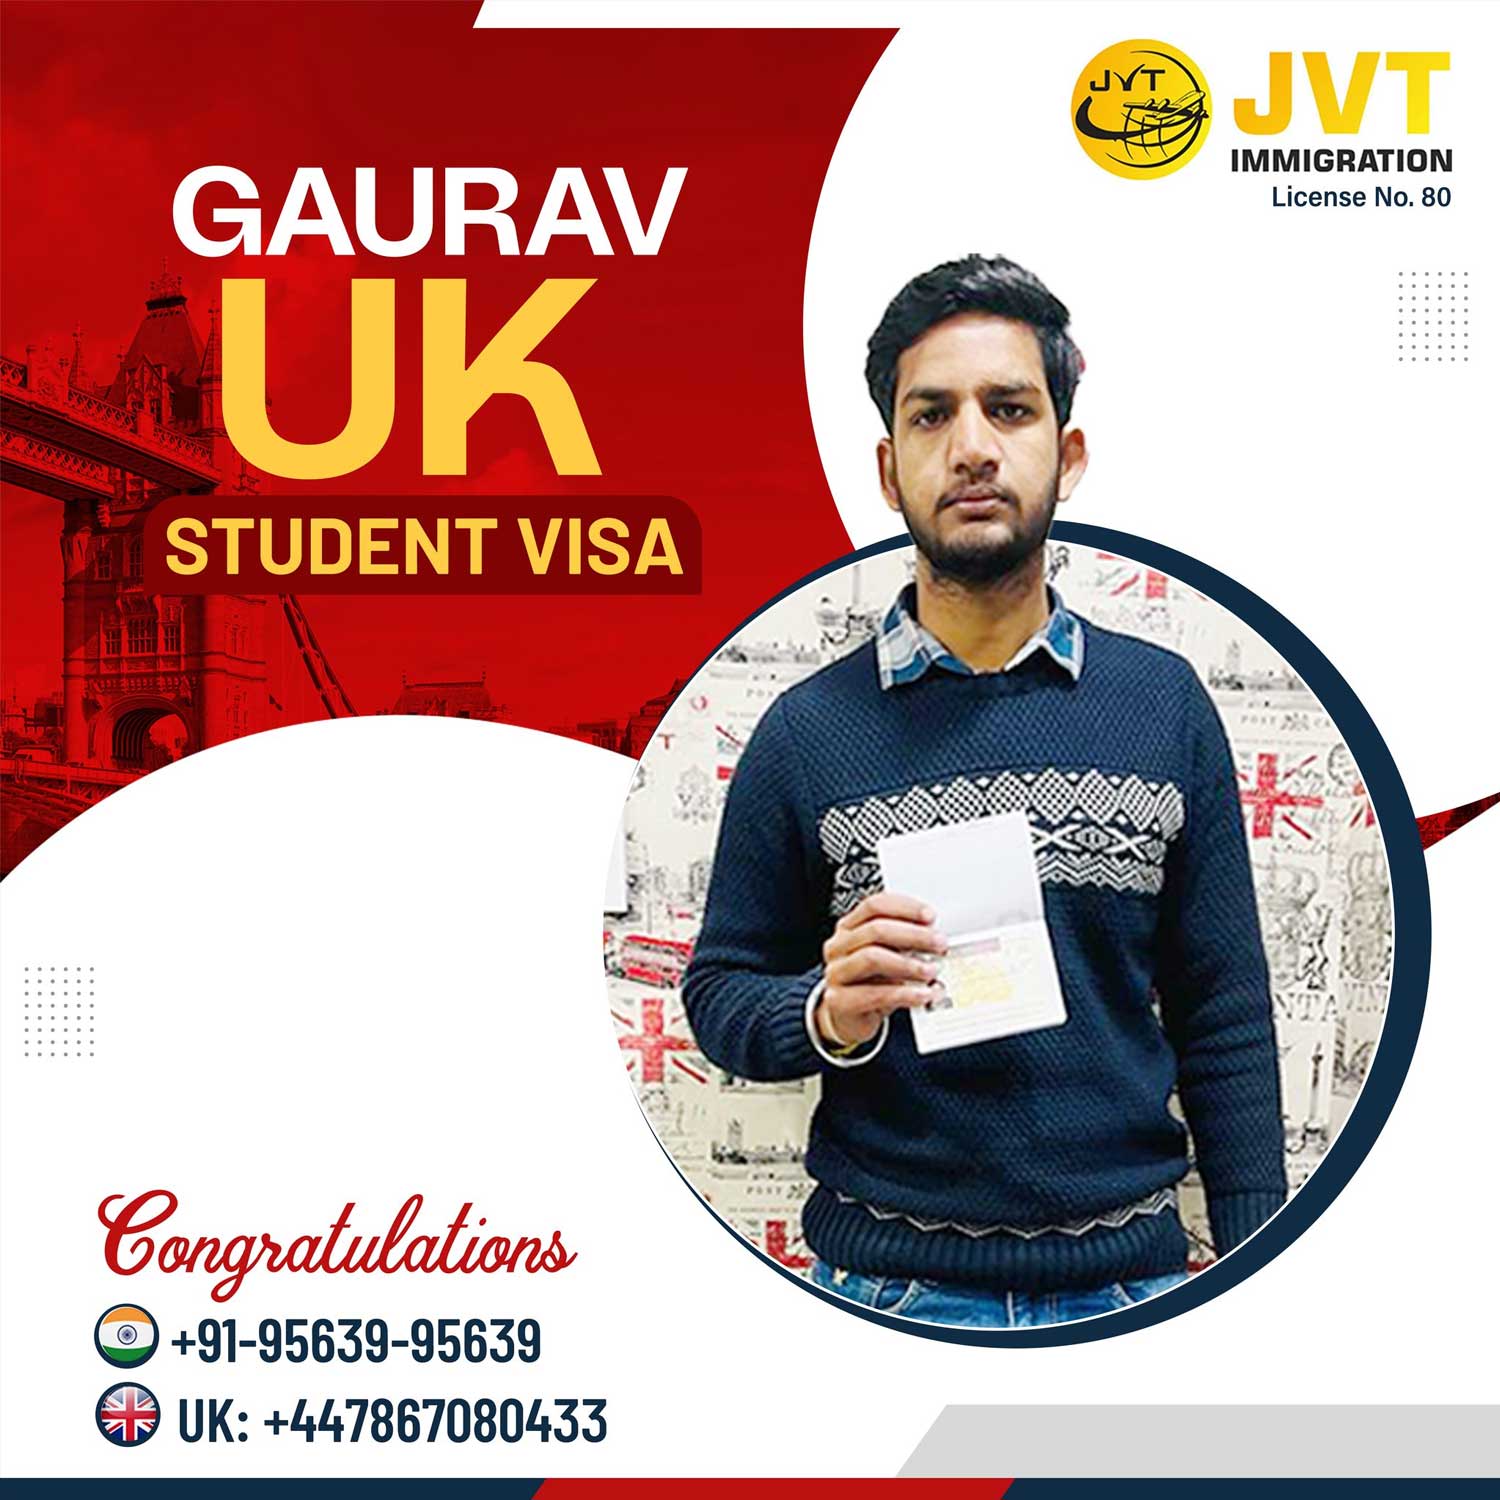 JVT
JVT
IMMIGRATION
License No. 80
GAURAV
UK
STUDENT VISA
Congratulations
+91-95639-95639
UK: +447867080433